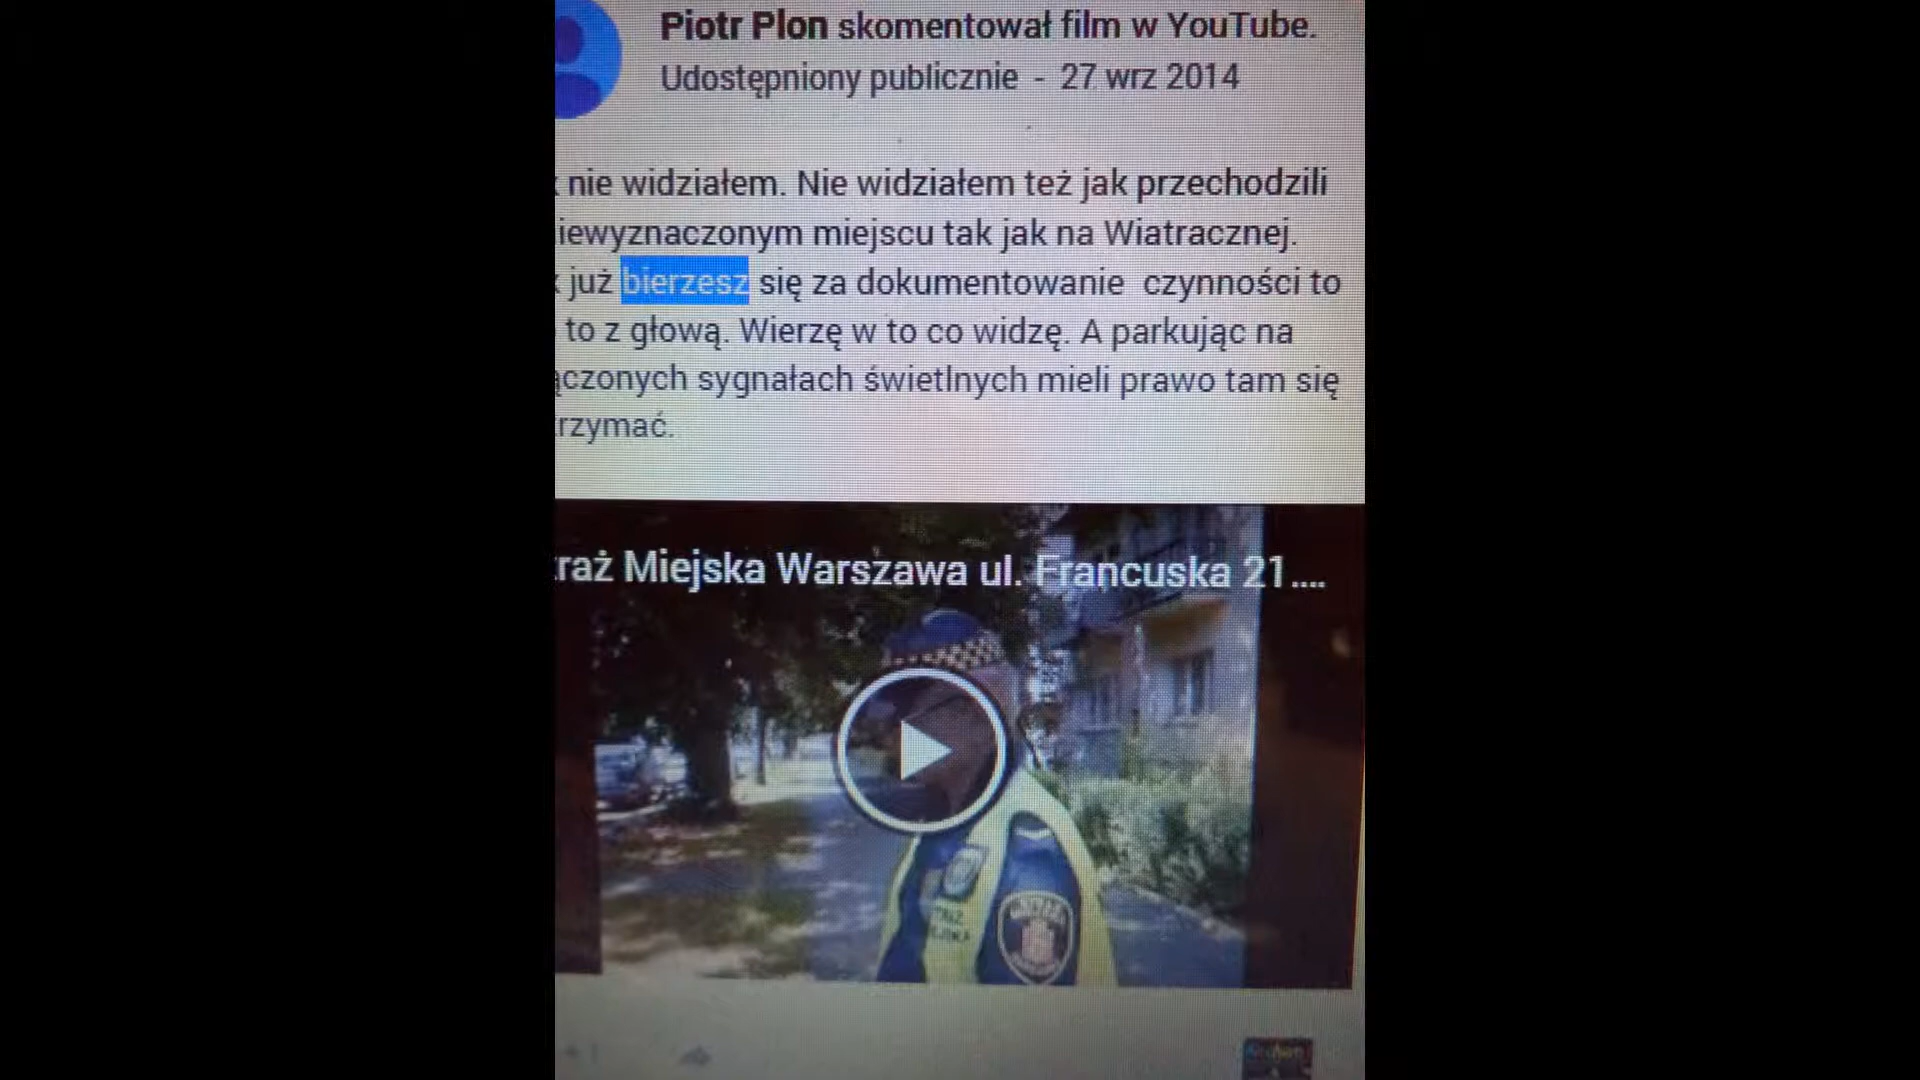 Piotr Plon skomentował film w YouTube.
Udostępniony publicznie - 27 wrz 2014
nie widziałem. Nie widziałem też jak przechodzili
iewyznaczonym miejscu tak jak na Wiatracznej.
już bierzesz się za dokumentowanie czynności to
to z głową. Wierzę w to co widzę. A parkując na
ączonych sygnałach świetlnych mieli prawo tam się
rzymać.
raż Miejska Warszawa ul. Francuska 21....